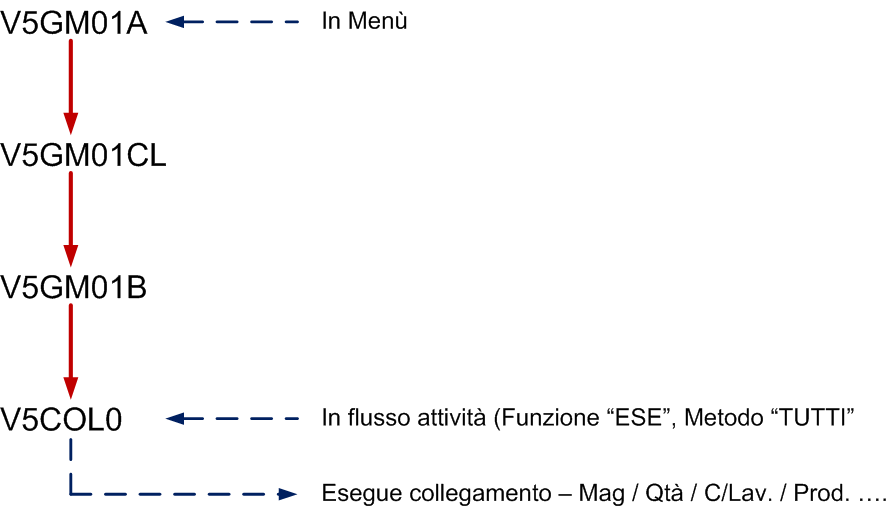 V5GM01A
In Menù
V5GM01CL
V5GM01B
V5COL0
In flusso attività (Funzione “ESE”, Metodo “TUTTI”
Esegue collegamento – Mag / Qtà / C/Lav. / Prod. ….